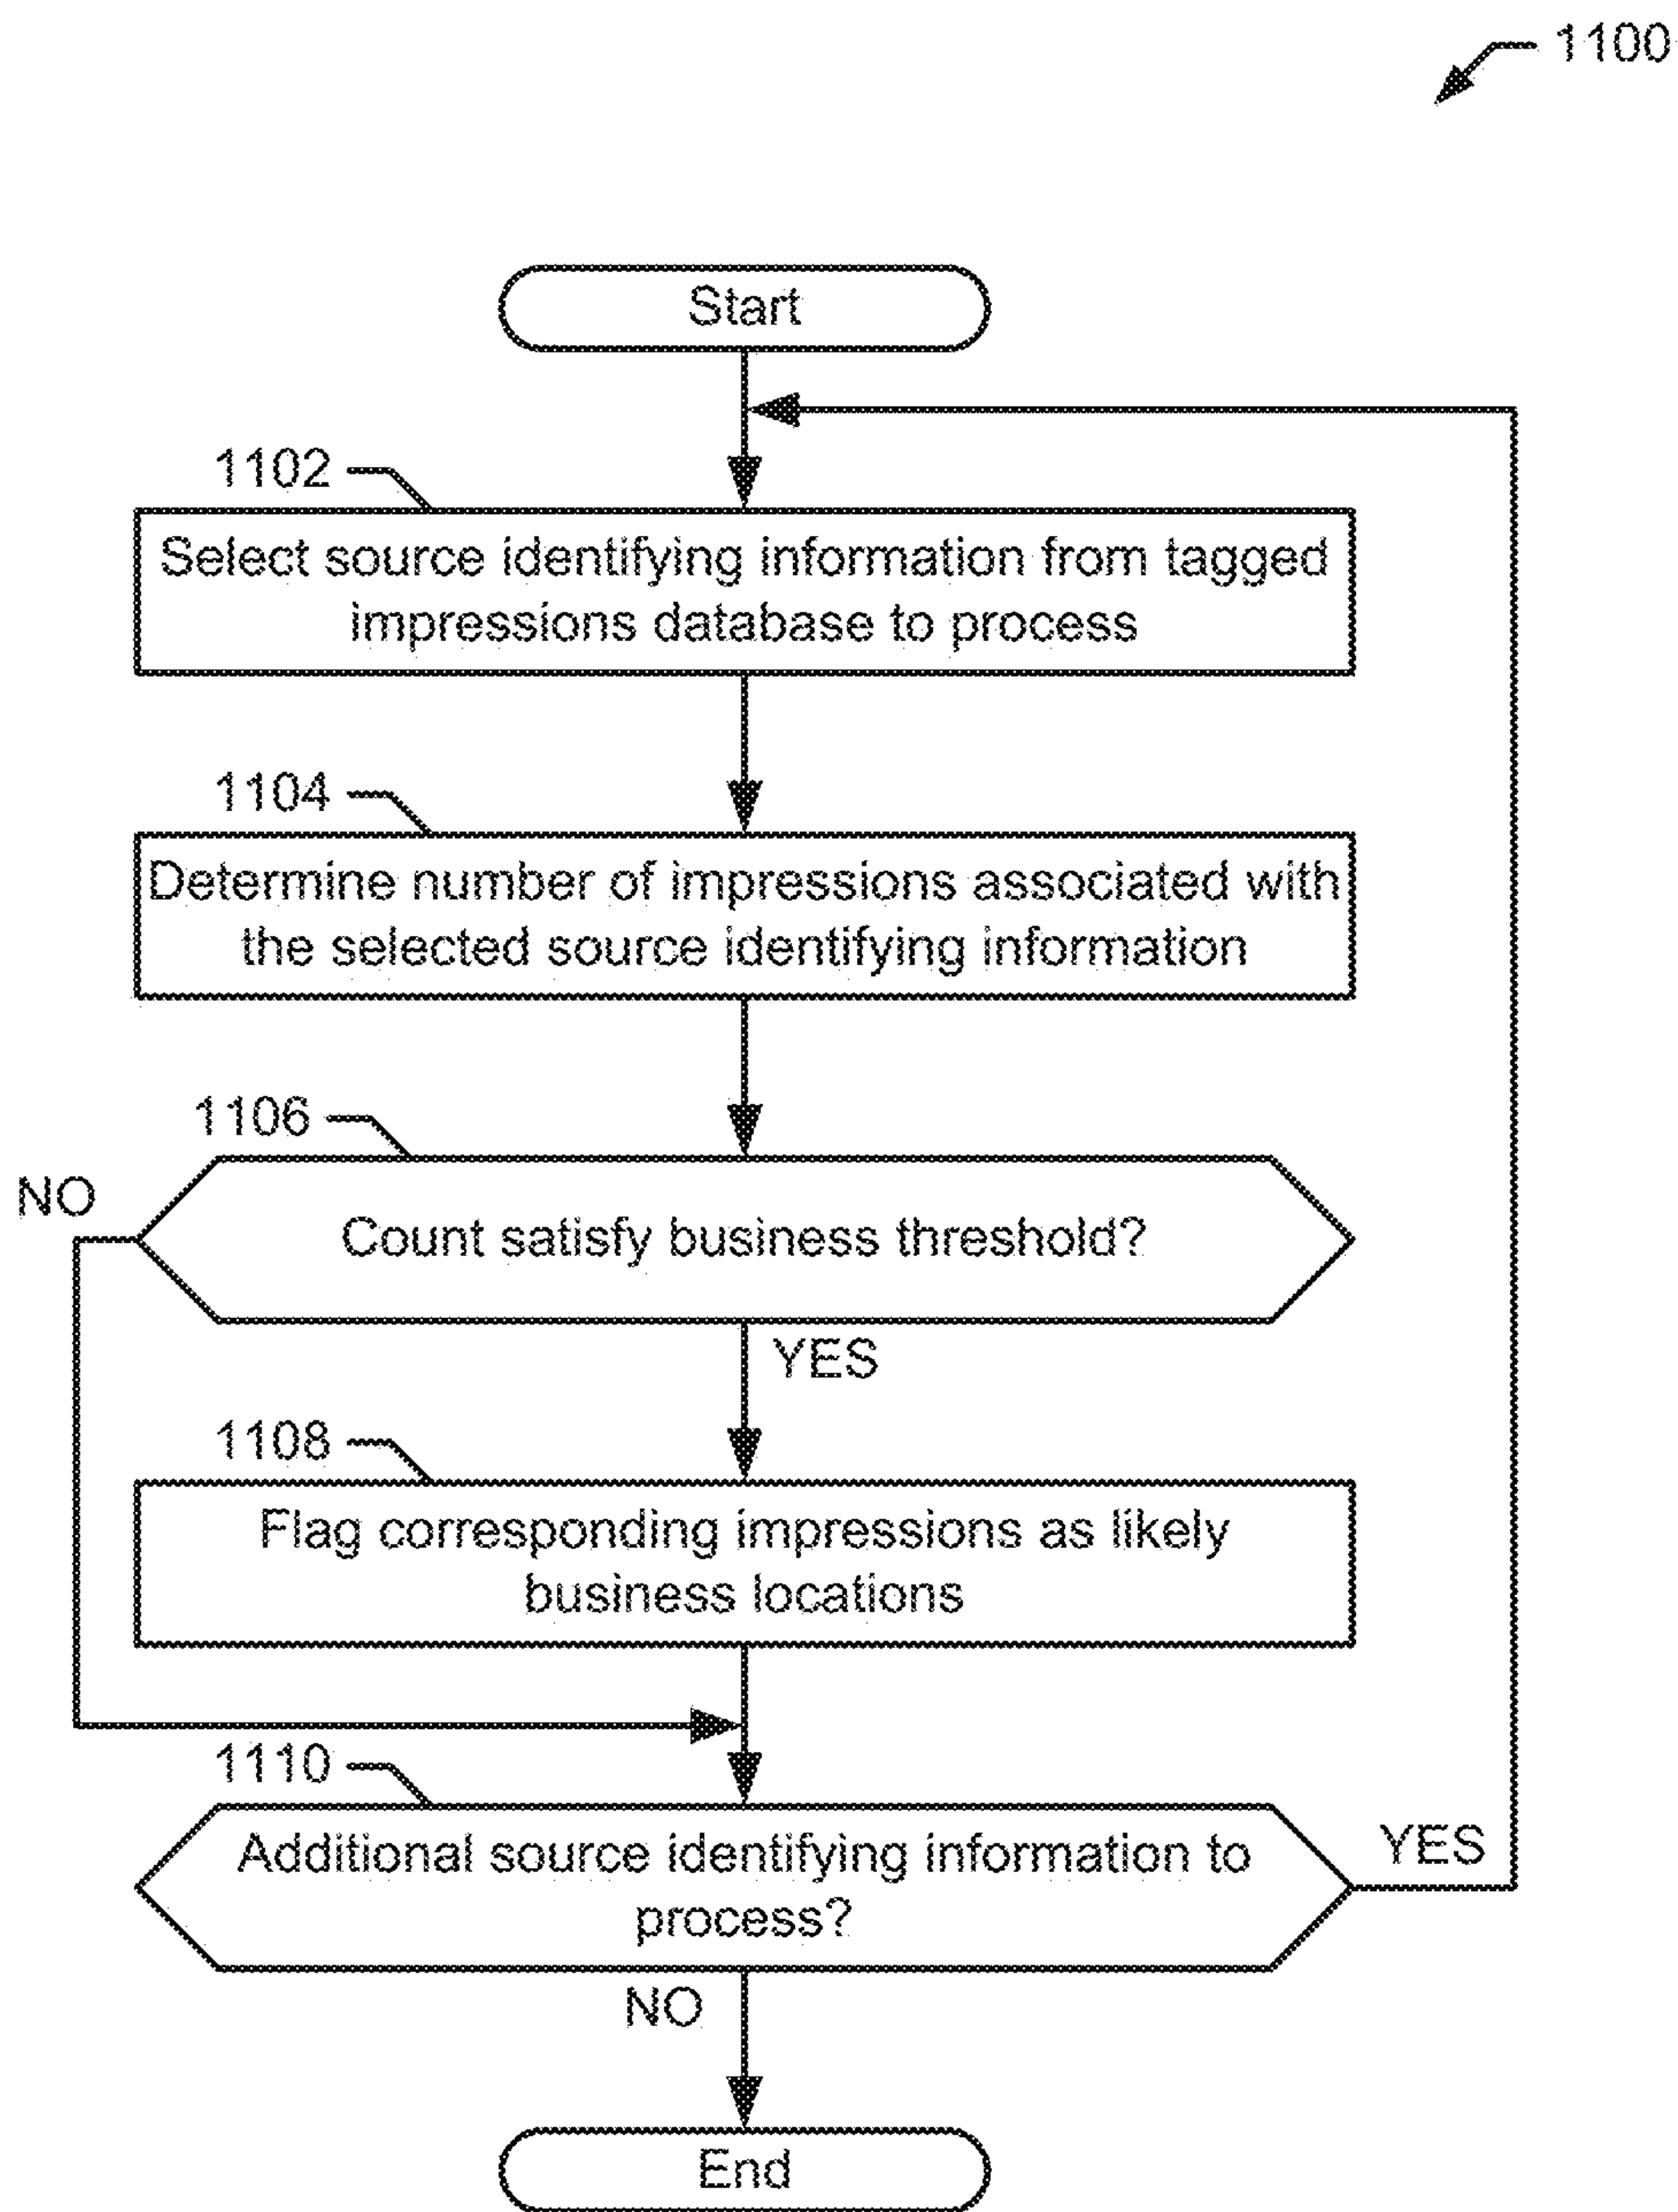 1100
Start
1102
Select source identifying information from tagged
impressions database to process
1104
Determine number of impressions associated with
the selected source identifying information
1106
NO
Count satisfy business threshold?
YES
1108
Flag corresponding impressions as likely
business locations
1110
Additional source identifying information to
process?
YES
NO
End